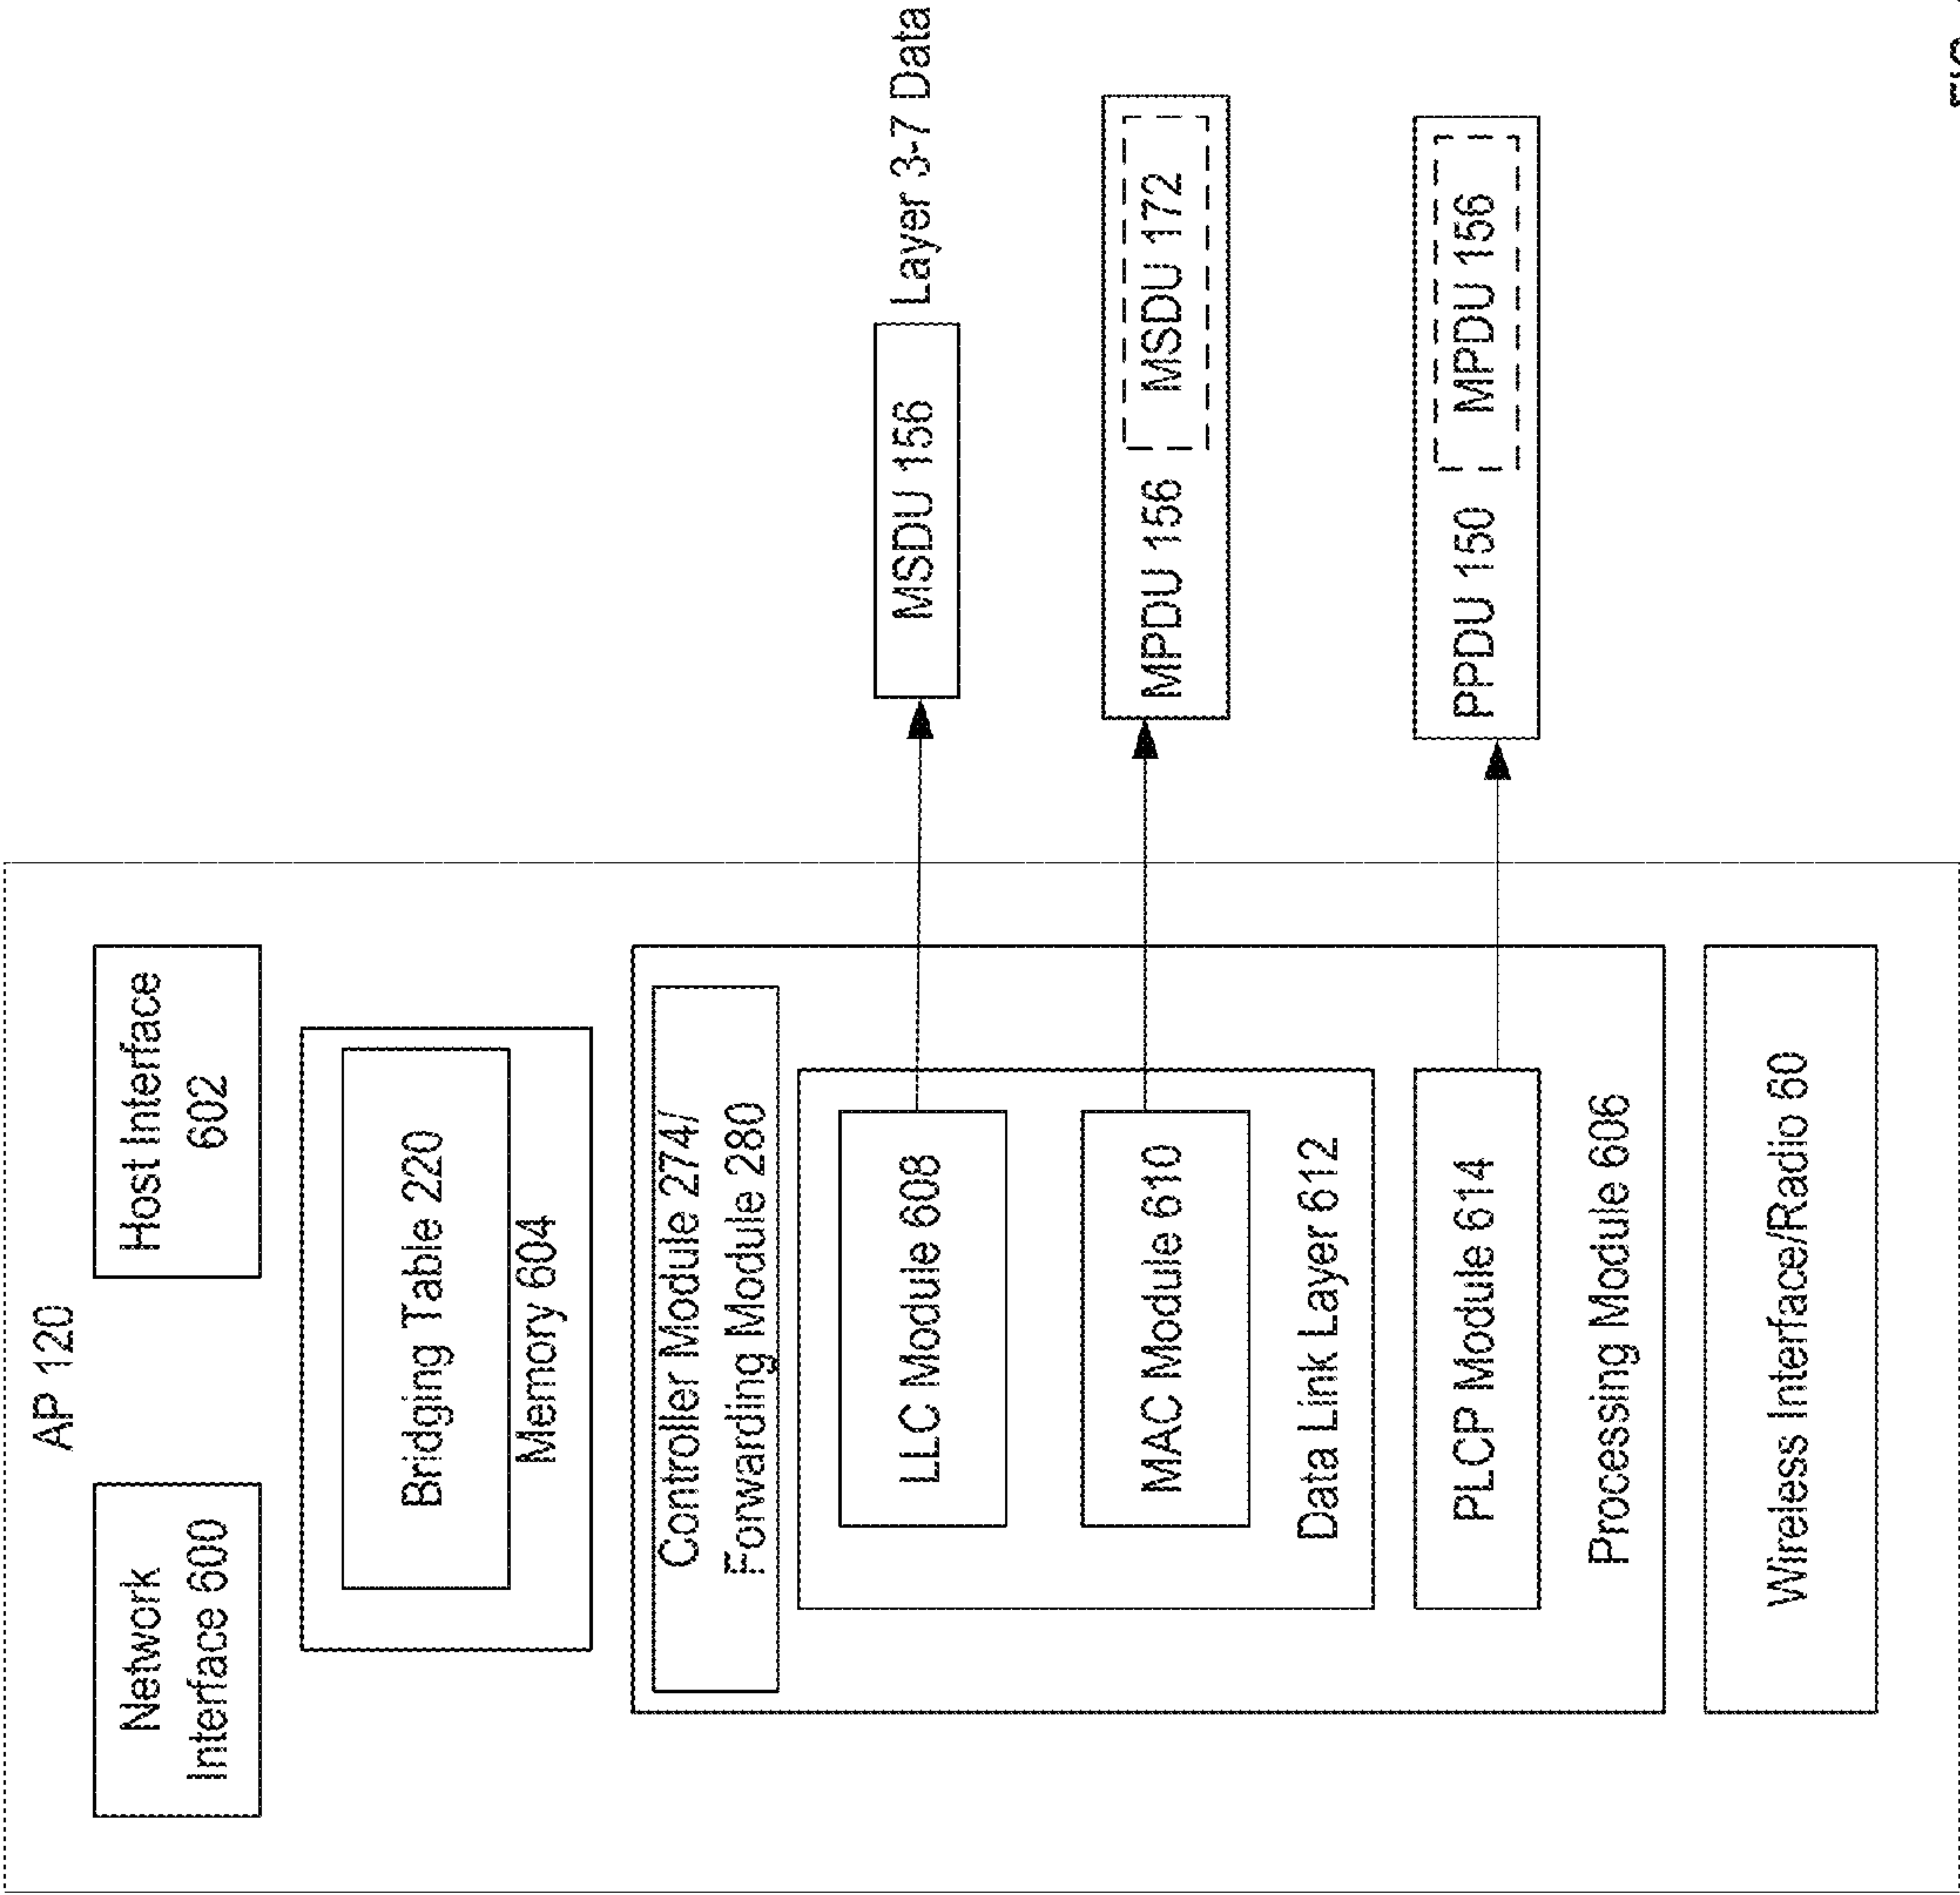 AP 120
Network
Interface 600
Host Interface
602
Bridging Table 220
Memory 604
Controller Module 274/
Forwarding Module 280
LLC Module 608
MAC Module 610
Data Link Layer 612
PLCP Module 614
Processing Module 606
Wireless Interface/Radio 60
MSDU 156
Layer 3-7 Data
MPDU 156
MSDU 172
PPDU 150
MPDU 156